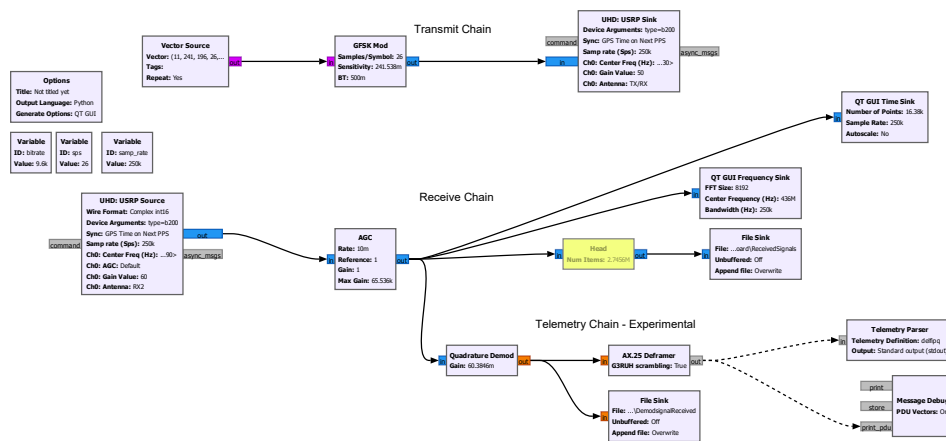 Transmit Chain
Vector Source
Vector: (11, 241, 196, 26,...
Tags:
Repeat: Yes
out
in
GFSK Mod
Samples/Symbol: 26
Sensitivity: 241.538m
BT: 500m
out
command
in
UHD: USRP Sink
Device Arguments: type=b200
Sync: GPS Time on Next PPS
Samp rate (Sps): 250k
Ch0: Center Freq (Hz): ...30>
Ch0: Gain Value: 50
Ch0: Antenna: TX/RX
async_msgs
Options
Title: Not titled yet
Output Language: Python
Generate Options: QT GUI
Variable
ID: bitrate
Value: 9.6k
Variable
ID: sps
Value: 26
Variable
ID: samp_rate
Value: 250k
in
QT GUI Time Sink
Number of Points: 16.38k
Sample Rate: 250k
Autoscale: No
Receive Chain
in
QT GUI Frequency Sink
FFT Size: 8192
Center Frequency (Hz): 436M
Bandwidth (Hz): 250k
command
UHD: USRP Source
Wire Format: Complex int16
Device Arguments: type=b200
Sync: GPS Time on Next PPS
Samp rate (Sps): 250k
Ch0: Center Freq (Hz): ...90>
Ch0: AGC: Default
Ch0: Gain Value: 60
Ch0: Antenna: RX2
out
async_msgs
in
AGC
Rate: 10m
Reference: 1
Gain: 1
Max Gain: 65.536k
out
in
Head
Num Items: 2.7456M
out
in
File Sink
File: ...oard\ReceivedSignals
Unbuffered: Off
Append file: Overwrite
Telemetry Chain - Experimental
in
Quadrature Demod
Gain: 60.3846m
out
in
AX.25 Deframer
G3RUH scrambling: True
out
in
Telemetry Parser
Telemetry Definition: delfipq
Output: Standard output (stdout
in
File Sink
File: ...\DemodsignalReceived
Unbuffered: Off
Append file: Overwrite
print
store
print_pdu
Message Debug
PDU Vectors: On